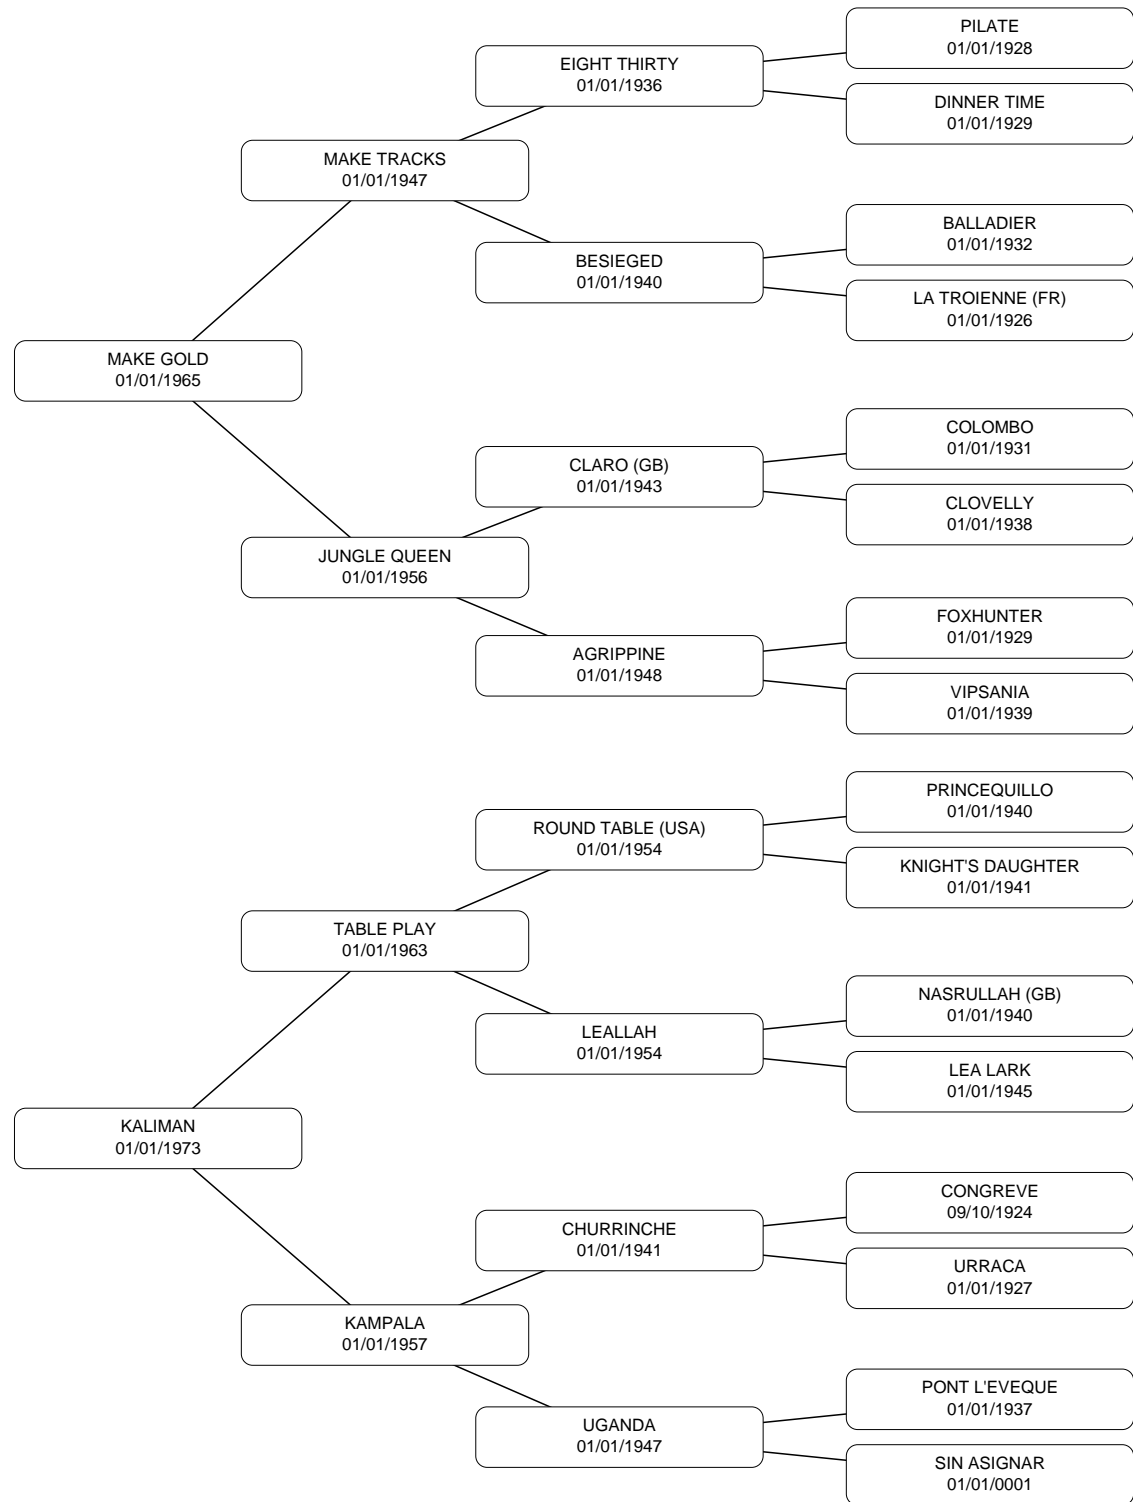 PILATE
01/01/1928
EIGHT THIRTY
01/01/1936
DINNER TIME
01/01/1929
MAKE TRACKS
01/01/1947
BALLADIER
01/01/1932
BESIEGED
01/01/1940
LA TROIENNE (FR)
01/01/1926
MAKE GOLD
01/01/1965
COLOMBO
01/01/1931
CLARO (GB)
01/01/1943
CLOVELLY
01/01/1938
JUNGLE QUEEN
01/01/1956
FOXHUNTER
01/01/1929
AGRIPPINE
01/01/1948
VIPSANIA
01/01/1939
PRINCEQUILLO
01/01/1940
ROUND TABLE (USA)
01/01/1954
KNIGHT'S DAUGHTER
01/01/1941
TABLE PLAY
01/01/1963
NASRULLAH (GB)
01/01/1940
LEALLAH
01/01/1954
LEA LARK
01/01/1945
KALIMAN
01/01/1973
CONGREVE
09/10/1924
CHURRINCHE
01/01/1941
URRACA
01/01/1927
KAMPALA
01/01/1957
PONT L'EVEQUE
01/01/1937
UGANDA
01/01/1947
SIN ASIGNAR
01/01/0001